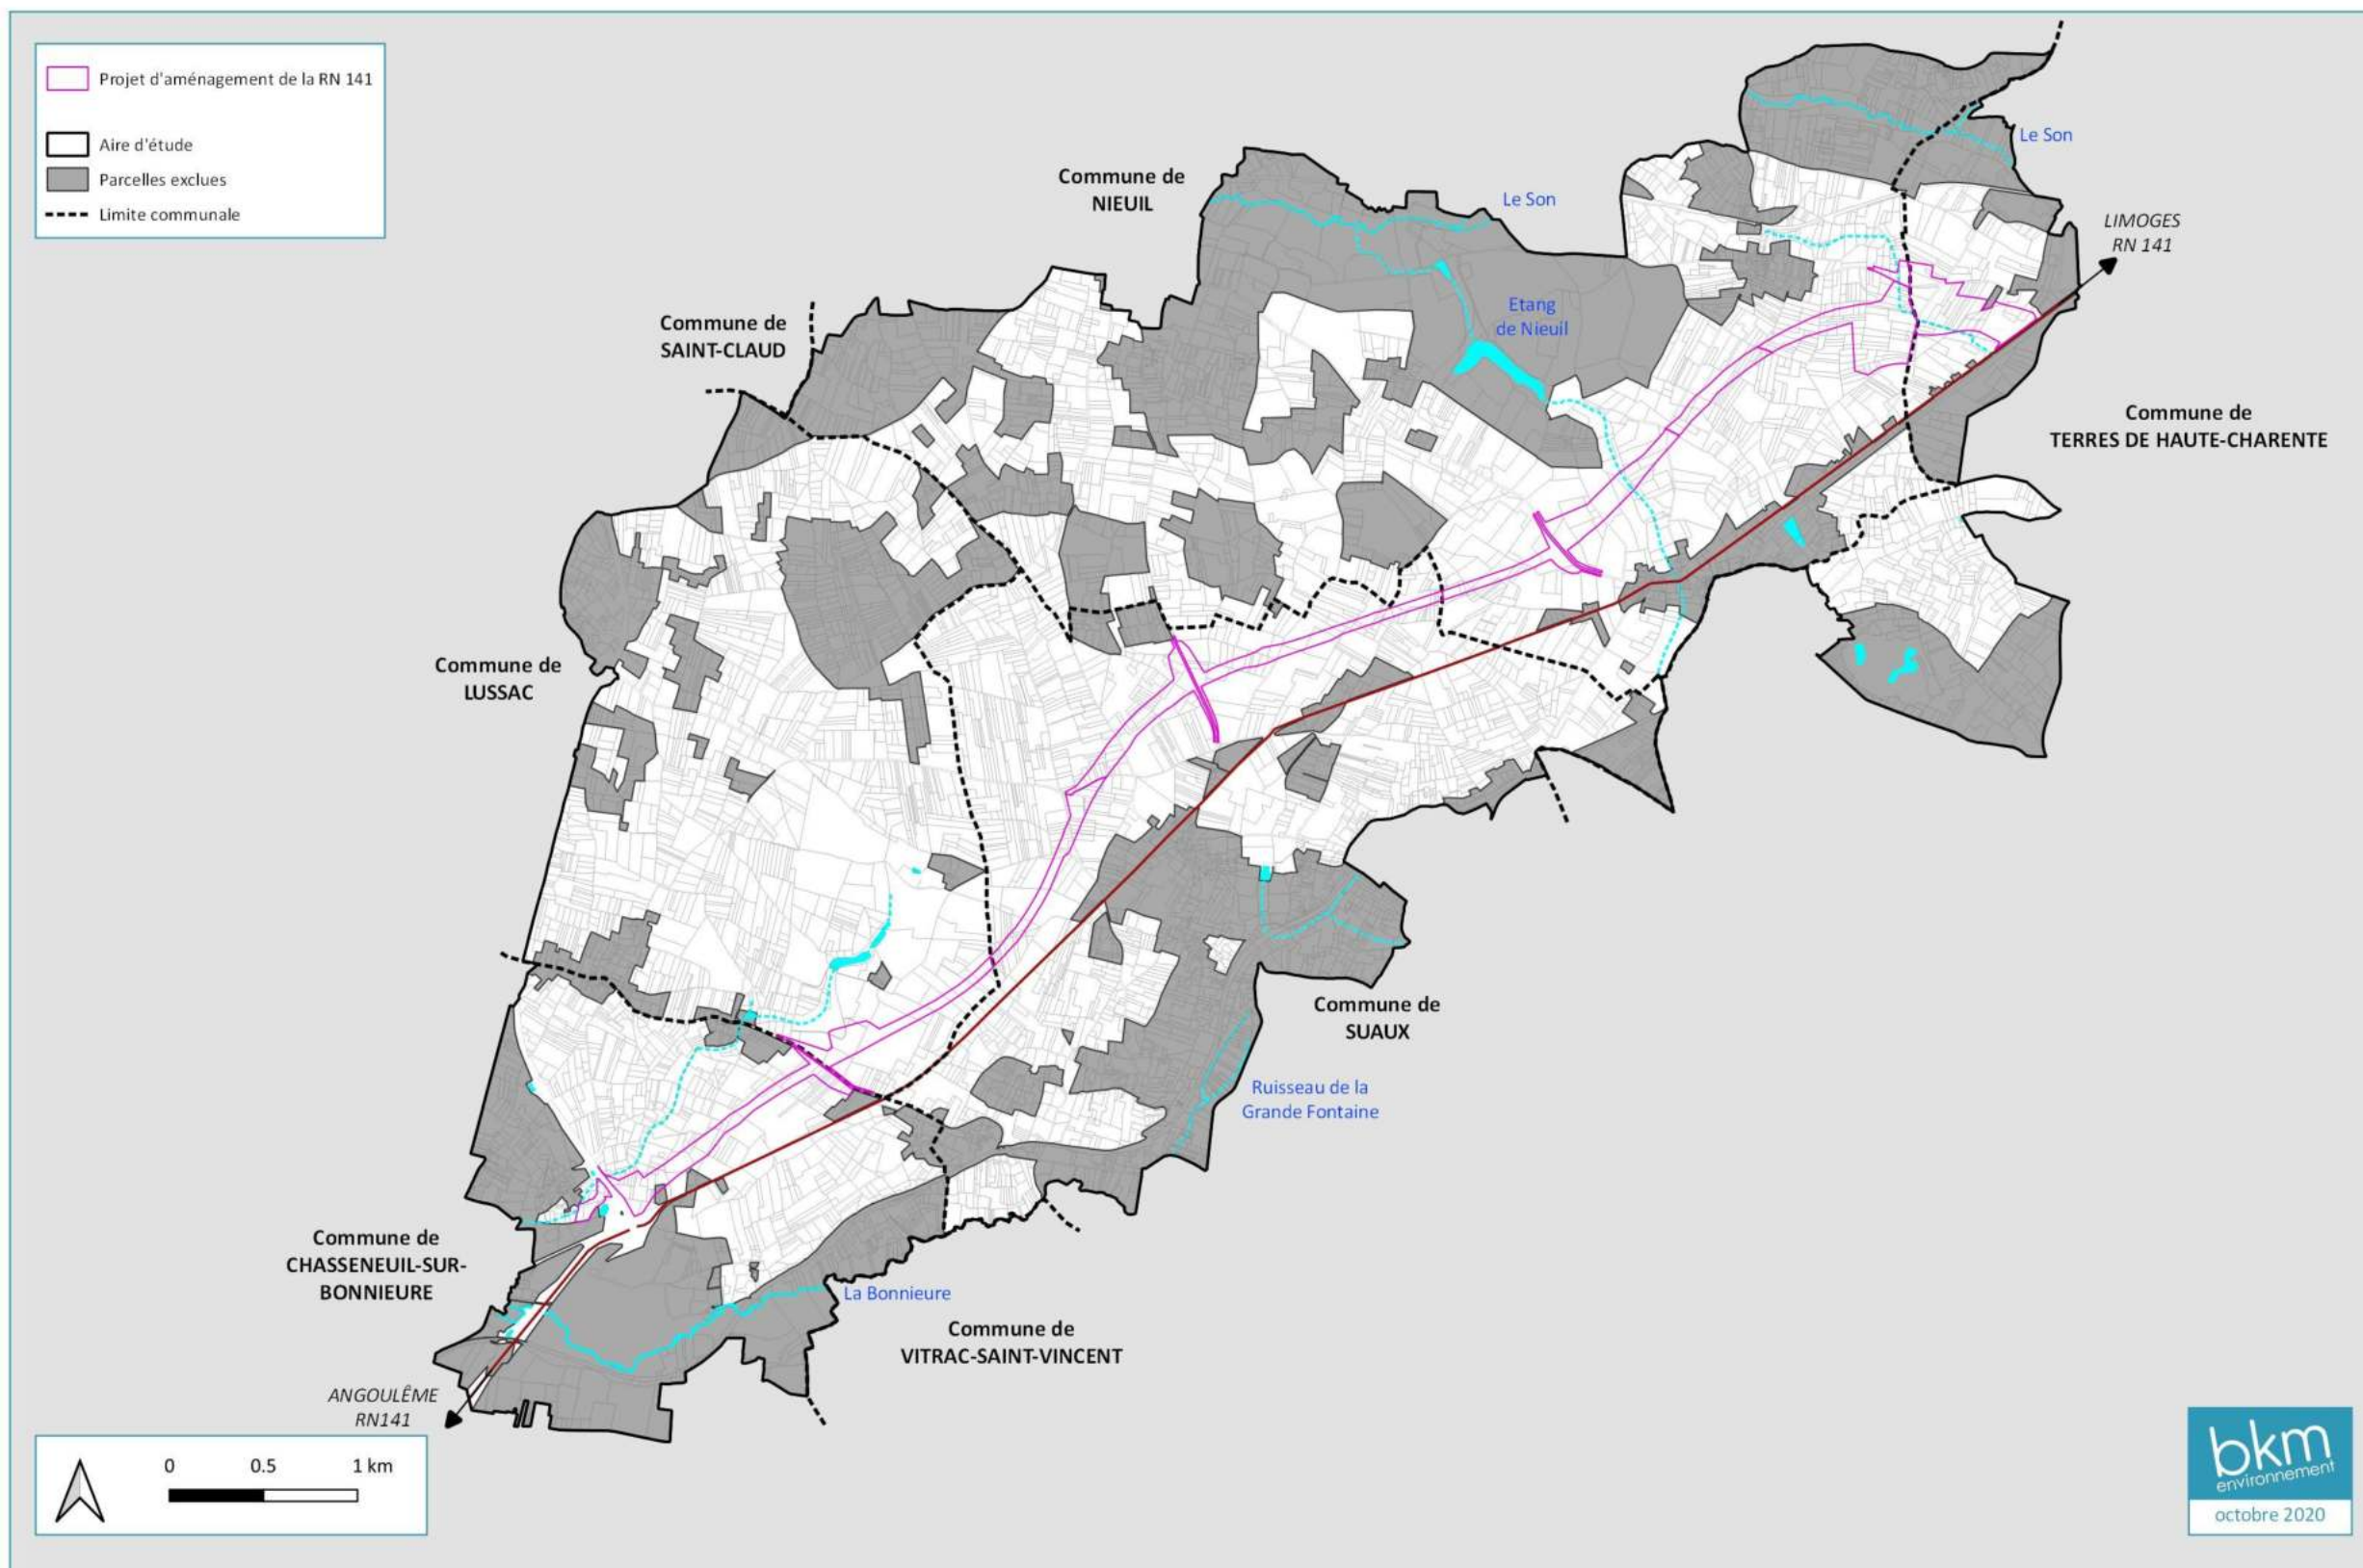 Projet d'aménagement de la RN 141
Aire d'étude
Parcelles exclues
Limite communale
Le Son
Commune de
NIEUIL
Le Son
LIMOGES
RN 141
Etang
de Nieuil
Commune de
SAINT-CLAUD
Commune de
TERRES DE HAUTE-CHARENTE
Commune de
LUSSAC
Commune de
SUAUX
Ruisseau de la
Grande Fontaine
Commune de
CHASSENEUIL-SUR-
BONNIEURE
La Bonnieure
Commune de
VITRAC-SAINT-VINCENT
ANGOULÊME
RN141
0 0.5 1 km
bkm
environnement
octobre 2020